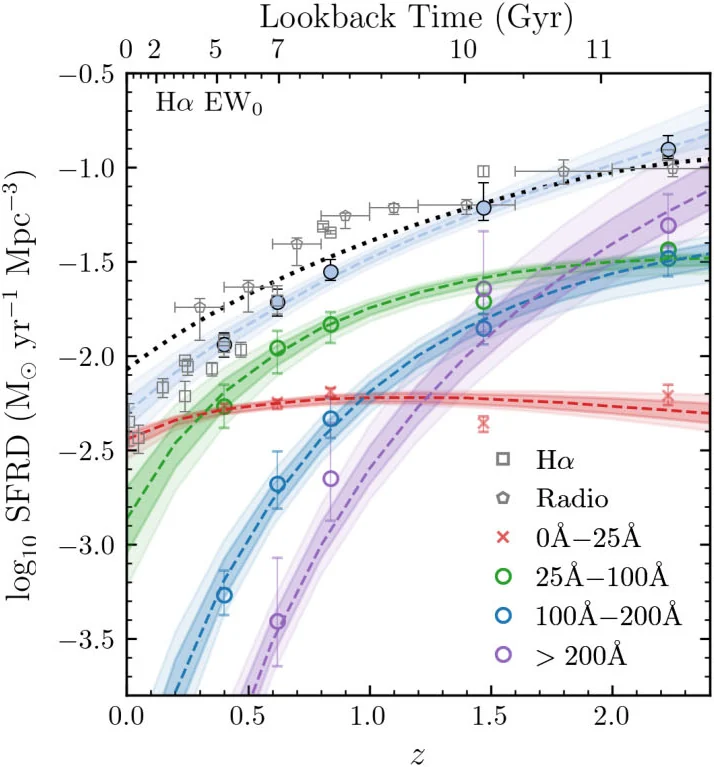 Lookback Time (Gyr)
0 2 5 7 10 11
Hα EW₀
−0.5
−1.0
−1.5
−2.0
−2.5
−3.0
−3.5
log₁₀ SFRD (M☉ yr⁻¹ Mpc⁻³)
Hα
Radio
0Å−25Å
25Å−100Å
100Å−200Å
> 200Å
0.0 0.5 1.0 1.5 2.0
z